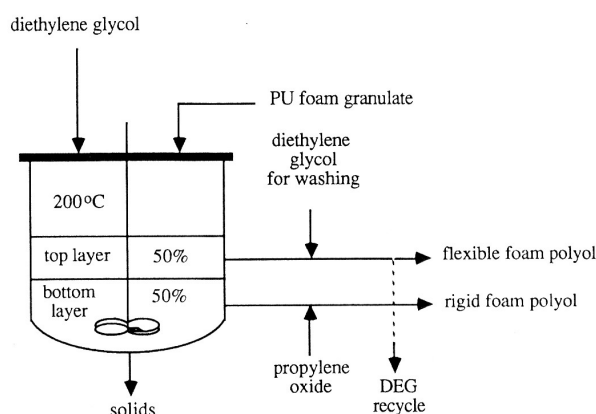 diethylene glycol
PU foam granulate
diethylene
glycol
for washing
200°C
top layer 50%
flexible foam polyol
bottom
layer
50%
rigid foam polyol
propylene
oxide
DEG
recycle
solids